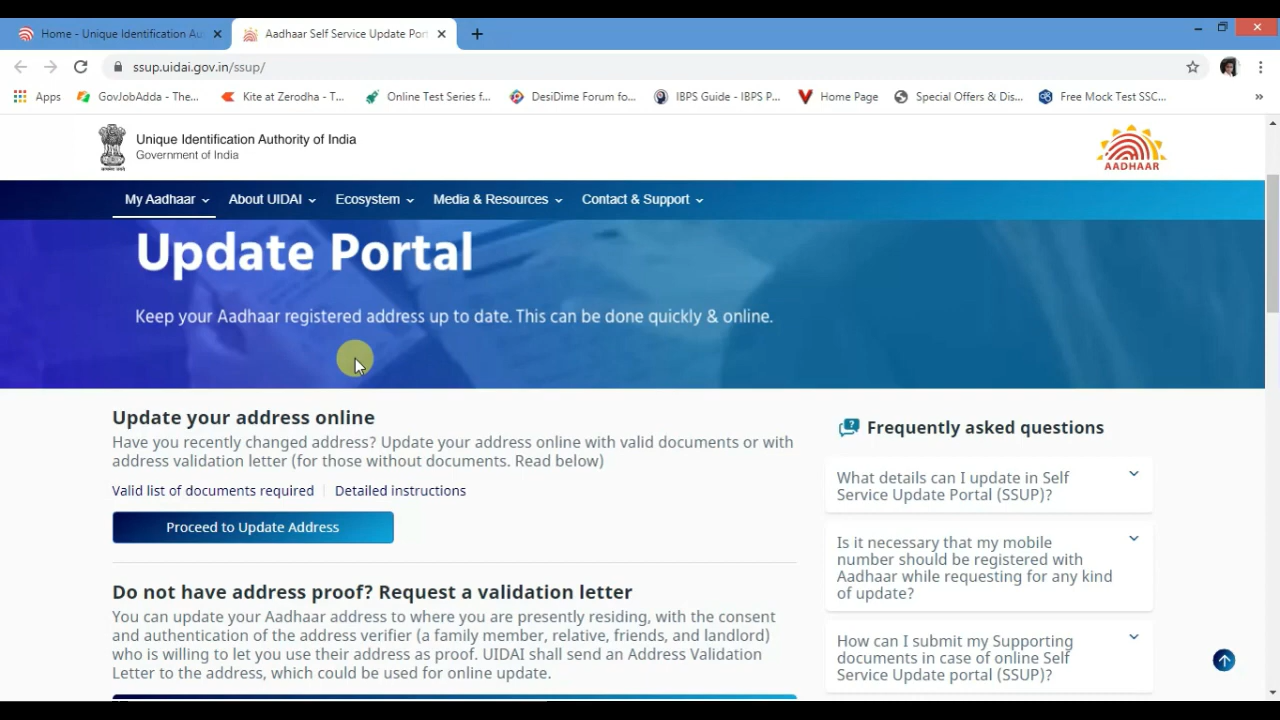 Home - Unique Identification Au
Aadhaar Self Service Update Port
ssup.uidai.gov.in/ssup/
Apps
GovJobAdda - The...
Kite at Zerodha - T...
Online Test Series f...
DesiDime Forum fo...
IBPS Guide - IBPS P...
Home Page
Special Offers & Dis...
Free Mock Test SSC...
Unique Identification Authority of India
Government of India
AADHAAR
My Aadhaar
About UIDAI
Ecosystem
Media & Resources
Contact & Support
Update Portal
Keep your Aadhaar registered address up to date. This can be done quickly & online.
Update your address online
Have you recently changed address? Update your address online with valid documents or with
address validation letter (for those without documents. Read below)
Valid list of documents required
Detailed instructions
Proceed to Update Address
Do not have address proof? Request a validation letter
You can update your Aadhaar address to where you are presently residing, with the consent
and authentication of the address verifier (a family member, relative, friends, and landlord)
who is willing to let you use their address as proof. UIDAI shall send an Address Validation
Letter to the address, which could be used for online update.
Frequently asked questions
What details can I update in Self
Service Update Portal (SSUP)?
Is it necessary that my mobile
number should be registered with
Aadhaar while requesting for any kind
of update?
How can I submit my Supporting
documents in case of online Self
Service Update portal (SSUP)?